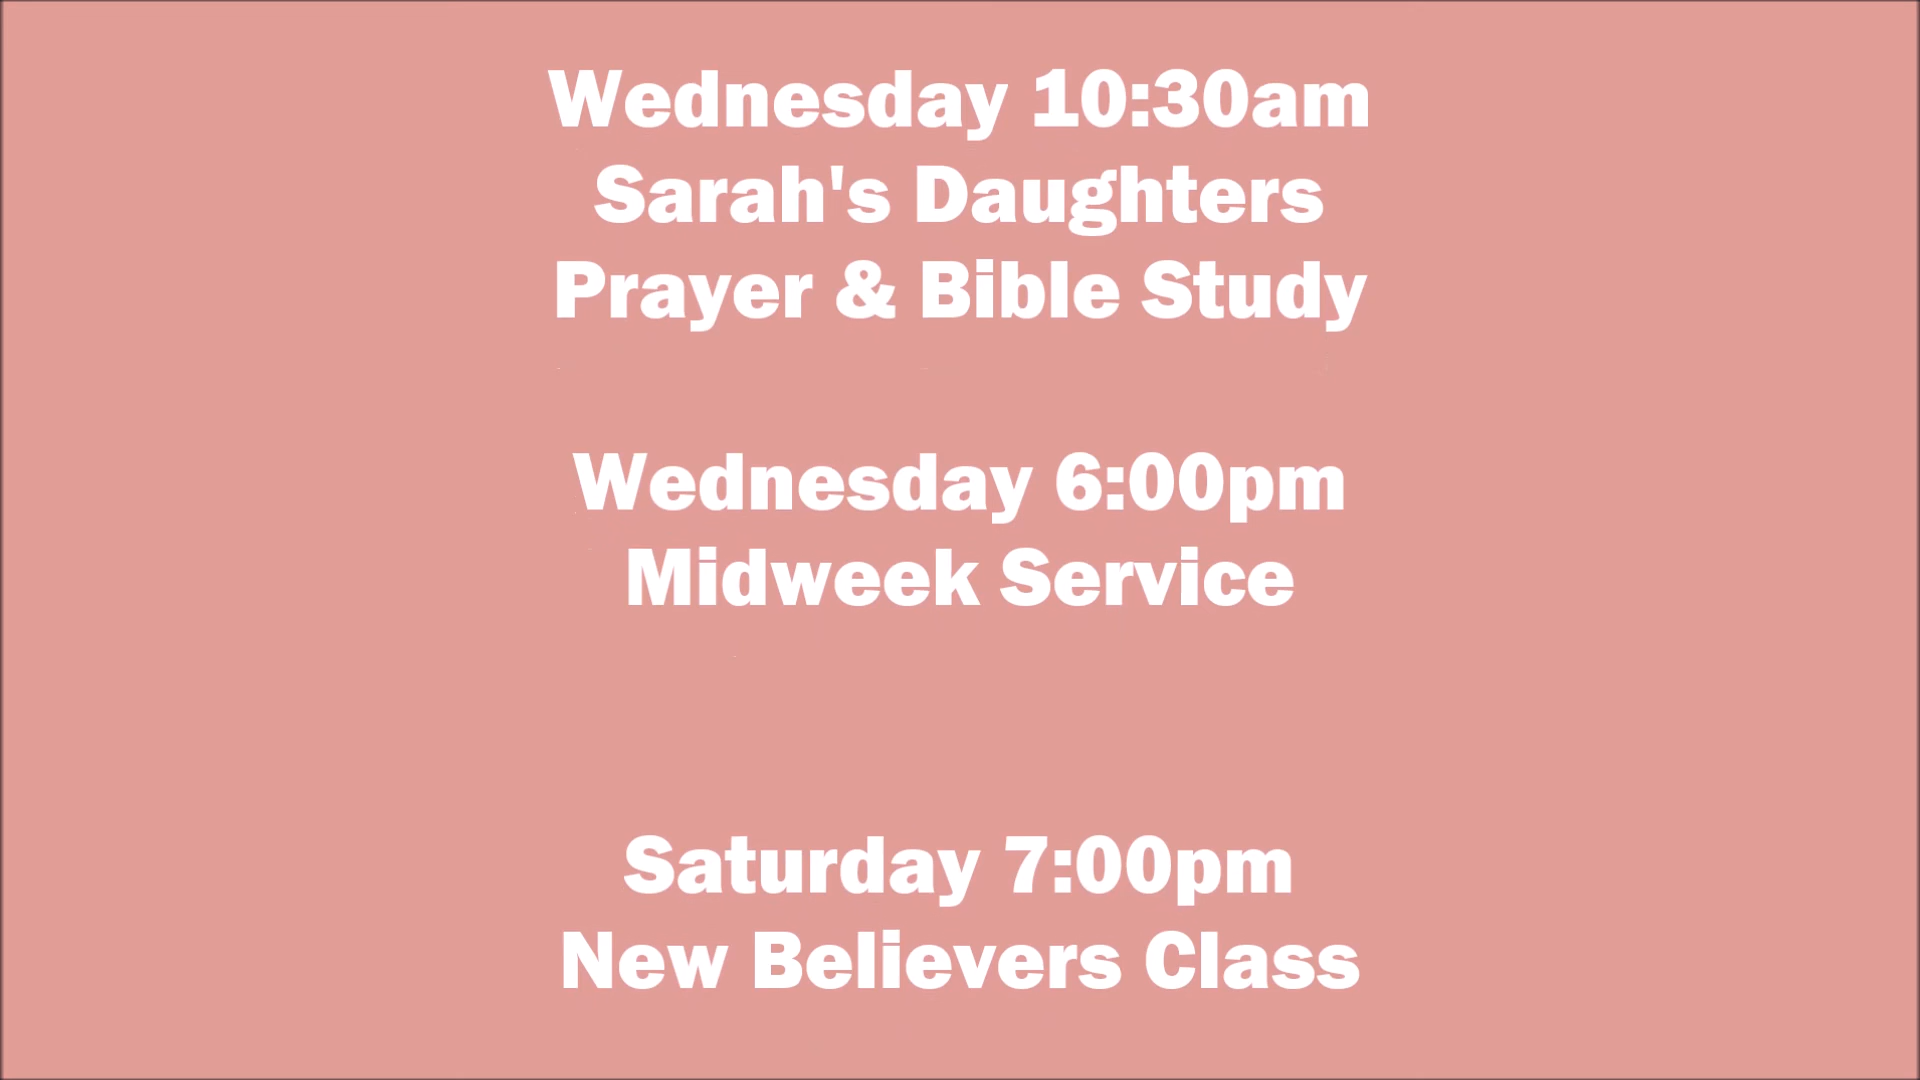 Wednesday 10:30am
Sarah's Daughters
Prayer & Bible Study
Wednesday 6:00pm
Midweek Service
Saturday 7:00pm
New Believers Class